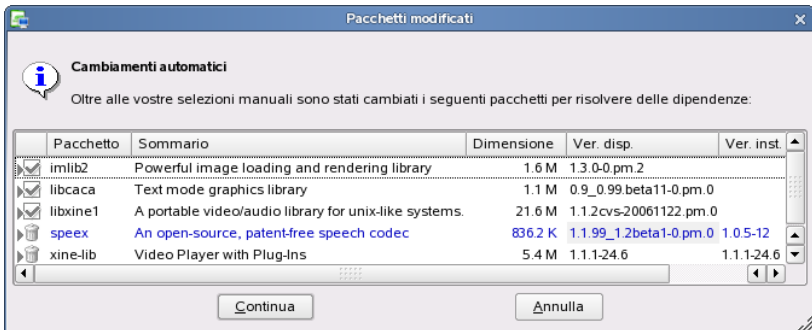 Pacchetti modificati
Cambiamenti automatici
Oltre alle vostre selezioni manuali sono stati cambiati i seguenti pacchetti per risolvere delle dipendenze:
Pacchetto Sommario Dimensione Ver. disp. Ver. inst.
imlib2 Powerful image loading and rendering library 1.6 M 1.3.0-0.pm.2
libcaca Text mode graphics library 1.1 M 0.9_0.99.beta11-0.pm.0
libxine1 A portable video/audio library for unix-like systems. 21.6 M 1.1.2cvs-20061122.pm.0
speex An open-source, patent-free speech codec 836.2 K 1.1.99_1.2beta1-0.pm.0 1.0.5-12
xine-lib Video Player with Plug-Ins 5.4 M 1.1.1-24.6 1.1.1-24.6
Continua Annulla